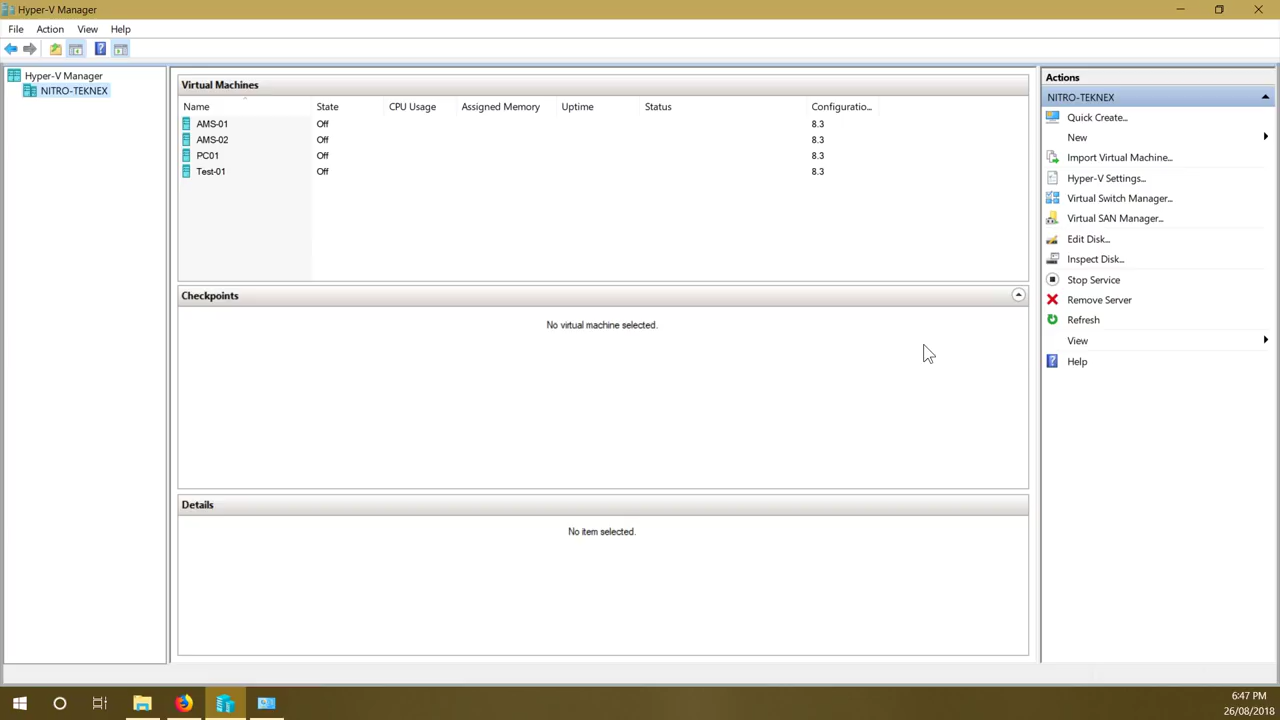 Hyper-V Manager
File Action View Help
Hyper-V Manager
NITRO-TEKNEX
Virtual Machines
Name State CPU Usage Assigned Memory Uptime Status Configuratio...
AMS-01 Off 8.3
AMS-02 Off 8.3
PC01 Off 8.3
Test-01 Off 8.3
Checkpoints
No virtual machine selected.
Details
No item selected.
Actions
NITRO-TEKNEX
Quick Create...
New
Import Virtual Machine...
Hyper-V Settings...
Virtual Switch Manager...
Virtual SAN Manager...
Edit Disk...
Inspect Disk...
Stop Service
Remove Server
Refresh
View
Help
6:47 PM
26/08/2018